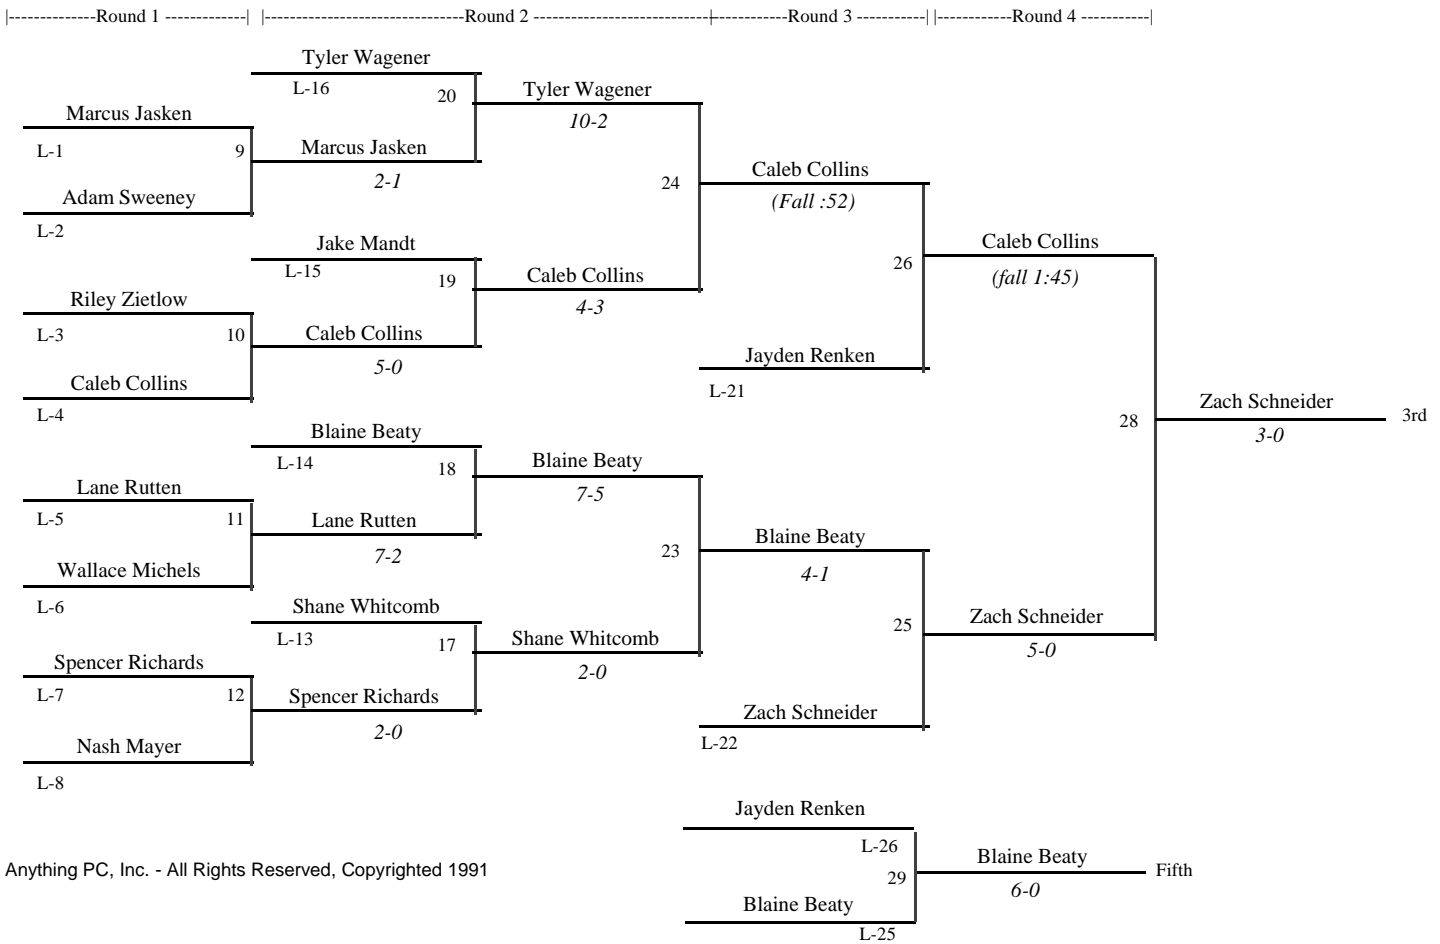 |-------------Round 1 -------------|  |-----------------------------Round 2 --------------------------+-----------Round 3 ----------||------------Round 4 -----------|
Tyler Wagener
L-16
20
Tyler Wagener
10-2
Marcus Jasken
L-1
9
Marcus Jasken
2-1
Adam Sweeney
L-2
24
Caleb Collins
(Fall :52)
Jake Mandt
L-15
19
Caleb Collins
4-3
26
Caleb Collins
(fall 1:45)
Riley Zietlow
L-3
10
Caleb Collins
5-0
Caleb Collins
L-4
Jayden Renken
L-21
28
Zach Schneider
3rd
3-0
Blaine Beaty
L-14
18
Blaine Beaty
7-5
Lane Rutten
L-5
11
Lane Rutten
7-2
Wallace Michels
L-6
23
Blaine Beaty
4-1
Shane Whitcomb
L-13
17
Shane Whitcomb
2-0
25
Zach Schneider
5-0
Spencer Richards
L-7
12
Spencer Richards
2-0
Nash Mayer
L-8
Zach Schneider
L-22
Jayden Renken
L-26
29
Blaine Beaty
Fifth
6-0
Blaine Beaty
L-25
Anything PC, Inc. - All Rights Reserved, Copyrighted 1991